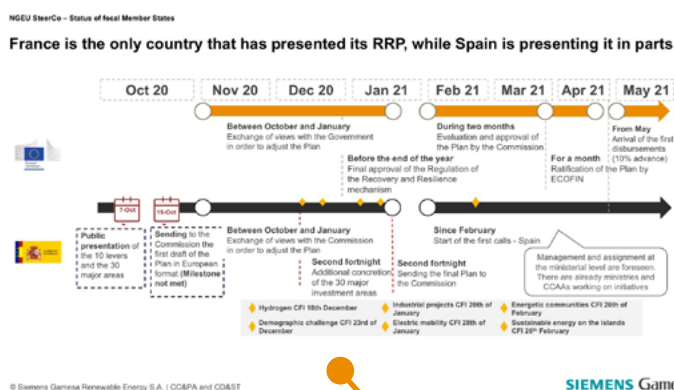 NGEU SteerCo – Status of focal Member States
France is the only country that has presented its RRP, while Spain is presenting it in parts
Oct 20
Nov 20
Dec 20
Jan 21
Feb 21
Mar 21
Apr 21
May 21
Between October and January
Exchange of views with the Government
in order to adjust the Plan
During two months
Evaluation and approval of
the Plan by the Commission
From May
Arrival of the first
disbursements
(10% advance)
Before the end of the year
Final approval of the Regulation of
the Recovery and Resilience
mechanism
For a month
Ratification of the Plan by
ECOFIN
7-Oct
15-Oct
Public
presentation of
the 10 levers
and the 30
major areas
Sending to the
Commission the
first draft of the
Plan in European
format (Milestone
not met)
Between October and January
Exchange of views with the Commission
in order to adjust the Plan
Second fortnight
Additional concretion
of the 30 major
investment areas
Second fortnight
Sending the final Plan to
the Commission
Since February
Start of the first calls - Spain
Management and assignment at
the ministerial level are foreseen.
There are already ministries and
CCAAs working on initiatives
Hydrogen CFI 18th December
Demographic challenge CFI 23rd of
December
Industrial projects CFI 20th of
January
Electric mobility CFI 28th of
January
Energetic communities CFI 26th of
February
Sustainable energy on the islands
CFI 26th February
© Siemens Gamesa Renewable Energy S.A. | CC&PA and CD&ST
SIEMENS Game